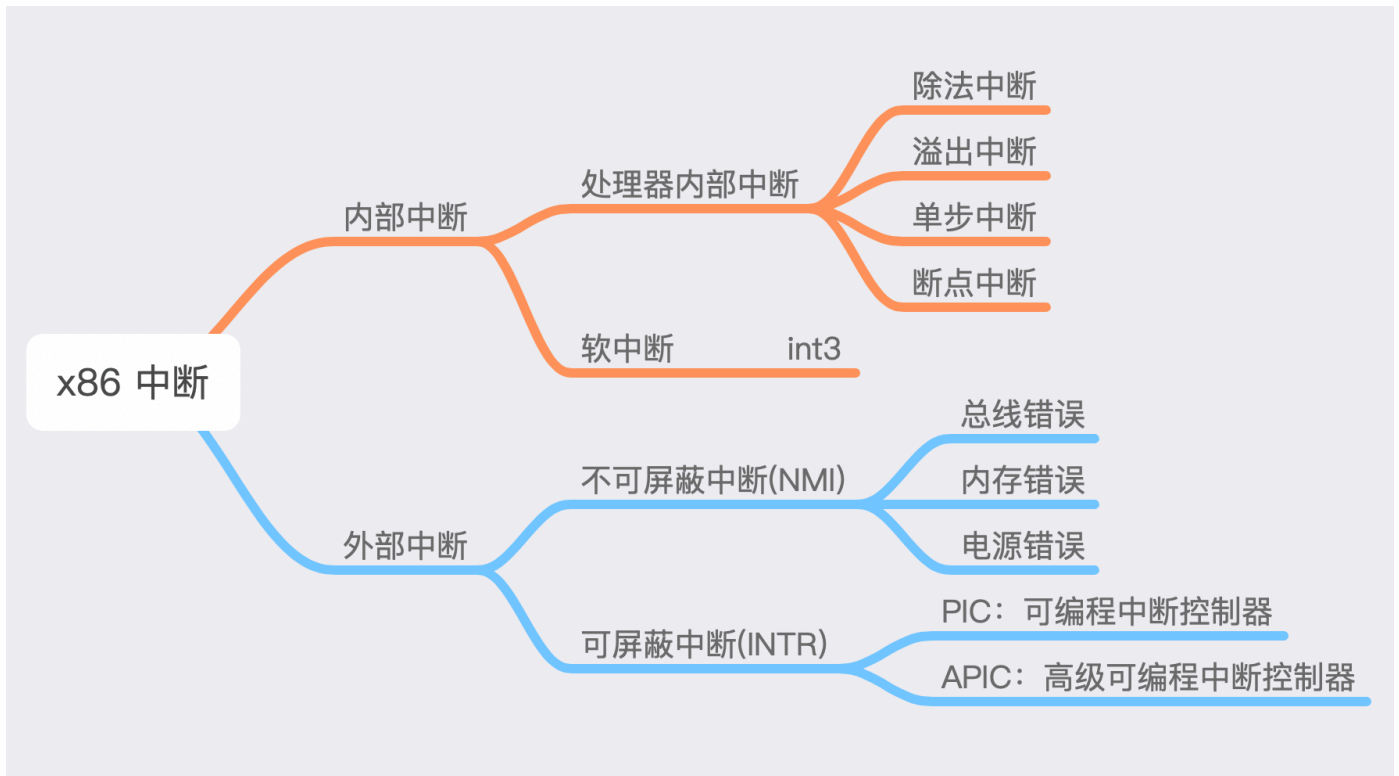 除法中断
溢出中断
处理器内部中断
内部中断
单步中断
断点中断
软中断 int3
x86 中断
总线错误
不可屏蔽中断(NMI)
内存错误
外部中断
电源错误
PIC：可编程中断控制器
可屏蔽中断(INTR)
APIC：高级可编程中断控制器